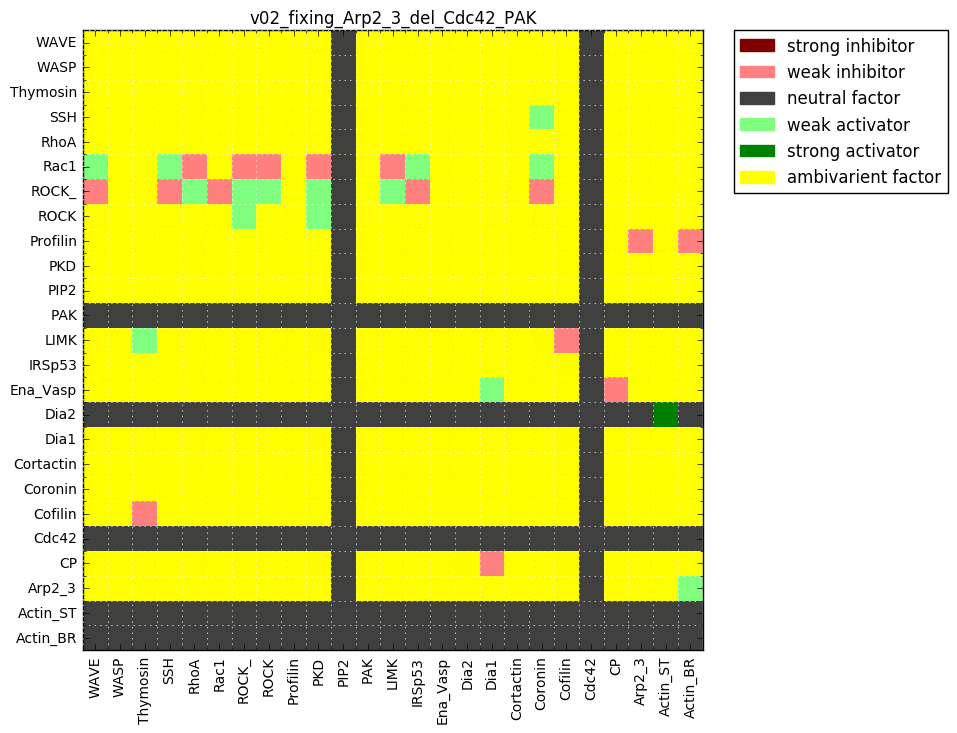 v02_fixing_Arp2_3_del_Cdc42_PAK
WAVE
WASP
Thymosin
SSH
RhoA
Rac1
ROCK_
ROCK
Profilin
PKD
PIP2
PAK
LIMK
IRSp53
Ena_Vasp
Dia2
Dia1
Cortactin
Coronin
Cofilin
Cdc42
CP
Arp2_3
Actin_ST
Actin_BR
WAVE
WASP
Thymosin
SSH
RhoA
Rac1
ROCK_
ROCK
Profilin
PKD
PIP2
PAK
LIMK
IRSp53
Ena_Vasp
Dia2
Dia1
Cortactin
Coronin
Cofilin
Cdc42
CP
Arp2_3
Actin_ST
Actin_BR
strong inhibitor
weak inhibitor
neutral factor
weak activator
strong activator
ambivarient factor